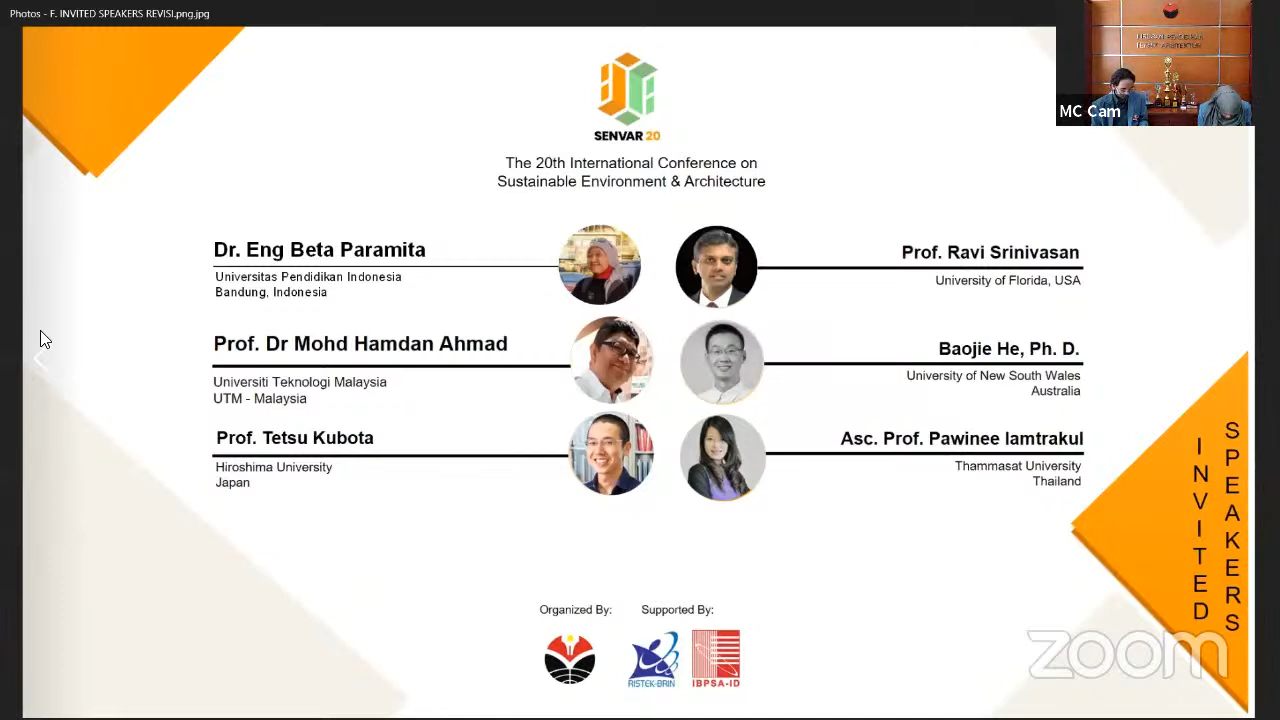 Photos - F. INVITED SPEAKERS REVISI.png.jpg
MC Cam
SENVAR 20
The 20th International Conference on
Sustainable Environment & Architecture
Dr. Eng Beta Paramita
Universitas Pendidikan Indonesia
Bandung, Indonesia
Prof. Ravi Srinivasan
University of Florida, USA
Prof. Dr Mohd Hamdan Ahmad
Universiti Teknologi Malaysia
UTM - Malaysia
Baojie He, Ph. D.
University of New South Wales
Australia
Prof. Tetsu Kubota
Hiroshima University
Japan
Asc. Prof. Pawinee Iamtrakul
Thammasat University
Thailand
INVITED
SPEAKERS
Organized By:
Supported By:
RISTEK-BRIN
IBPSA-ID
zoom